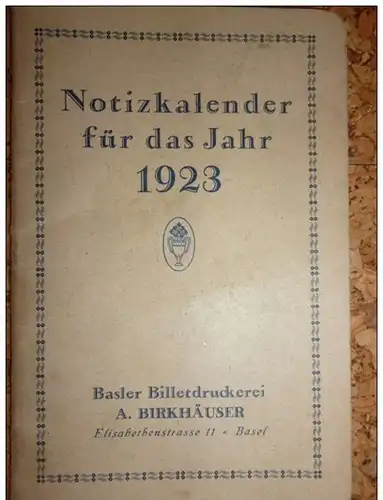 Notizkalender
für das Jahr
1923
Basler Billetdruckerei
A. BIRKHÄUSER
Elisabethenstrasse 11 - Basel